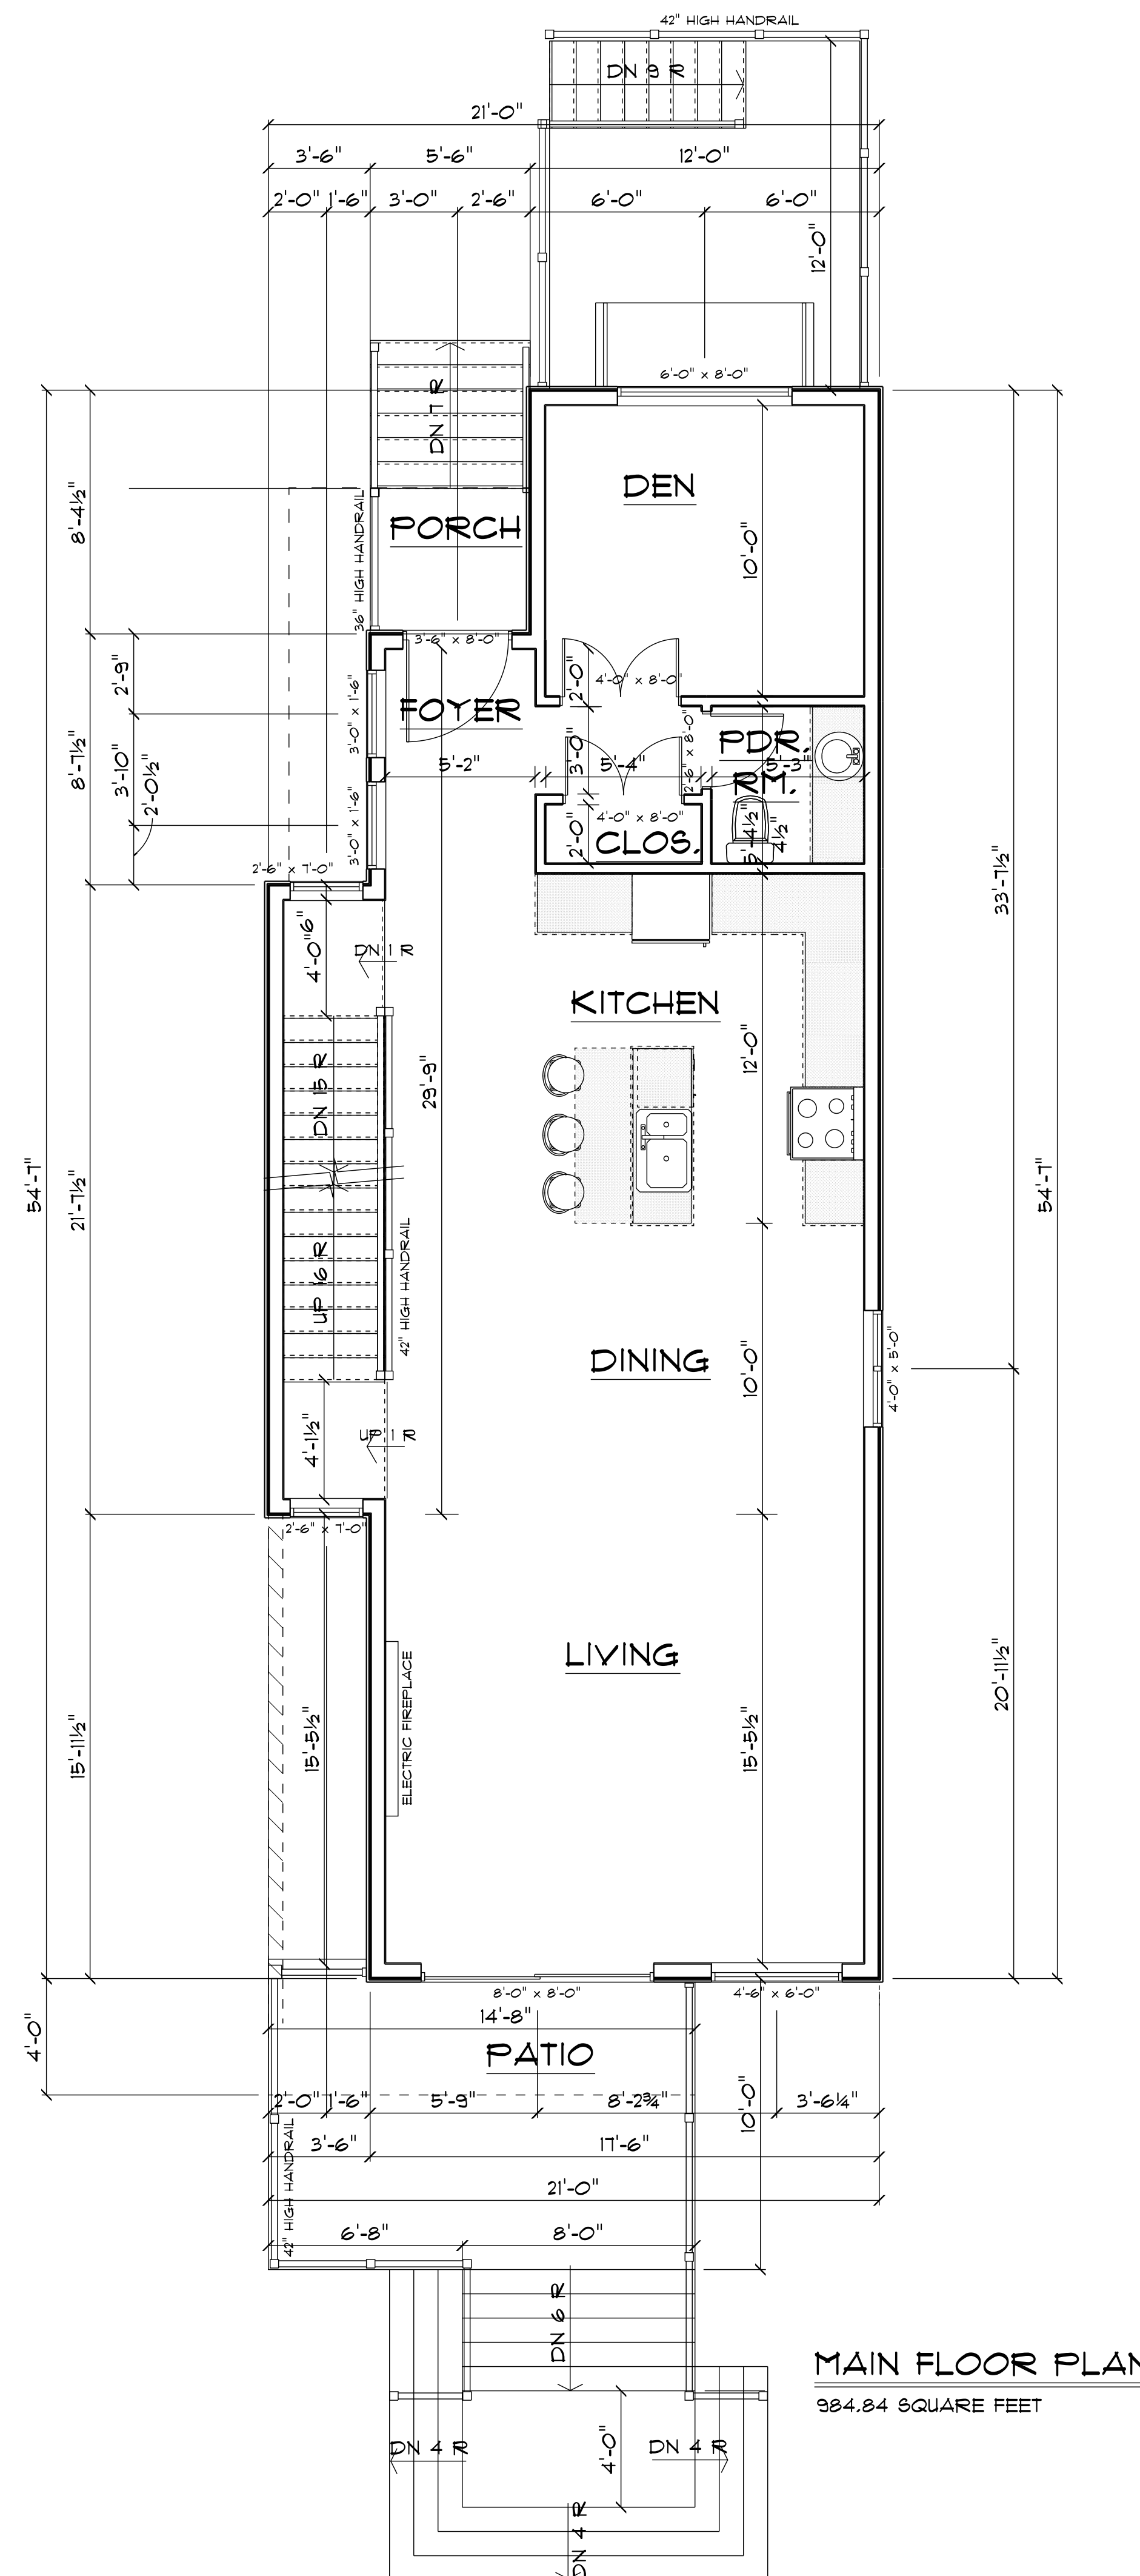 42" HIGH HANDRAIL
DN 9 R
21'-0"
3'-6"
5'-6"
12'-0"
2'-0"
1'-6"
3'-0"
2'-6"
6'-0"
6'-0"
12'-0"
6'-0" x 8'-0"
DN 7 R
DEN
8'-4½"
36" HIGH HANDRAIL
PORCH
10'-0"
3'-6" x 8'-0"
2'-9"
3'-0" x 1'-6"
FOYER
2'-0"
4'-0" x 8'-0"
PDR.
RM.
8'-7½"
3'-10"
2'-0½"
5'-2"
3'-0"
5'-4"
2'-6" x 8'-0"
5'-3"
3'-0" x 1'-6"
4'-0" x 8'-0"
2'-0"
CLOS.
5'-4½"
4½"
2'-6" x 7'-0"
33'-7½"
4'-0"
6"
DN 1 R
KITCHEN
12'-0"
29'-9"
DN 15 R
54'-7"
21'-7½"
54'-7"
UP 16 R
42" HIGH HANDRAIL
DINING
10'-0"
4'-0" x 5'-0"
4'-1½"
UP 1 R
2'-6" x 7'-0"
LIVING
20'-11½"
15'-11½"
15'-5½"
ELECTRIC FIREPLACE
15'-5½"
8'-0" x 8'-0"
4'-6" x 6'-0"
14'-8"
4'-0"
PATIO
2'-0"
1'-6"
5'-9"
8'-2¾"
3'-6¼"
10'-0"
42" HIGH HANDRAIL
3'-6"
17'-6"
21'-0"
6'-8"
8'-0"
DN 6 R
MAIN FLOOR PLAN
984.84 SQUARE FEET
DN 4 R
4'-0"
DN 4 R
DN 4 R